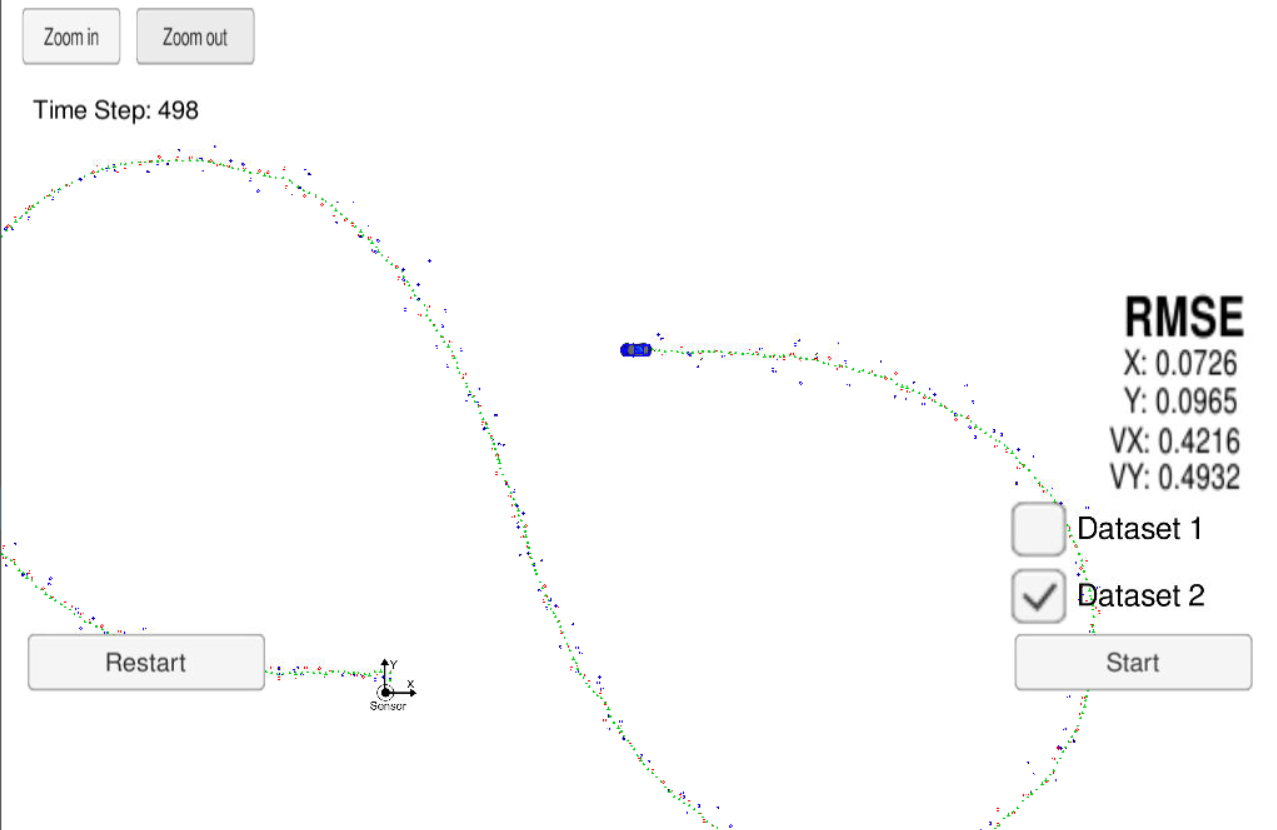 Zoom in
Zoom out
Time Step: 498
RMSE
X: 0.0726
Y: 0.0965
VX: 0.4216
VY: 0.4932
Dataset 1
Dataset 2
Restart
Start
Y
X
Sensor